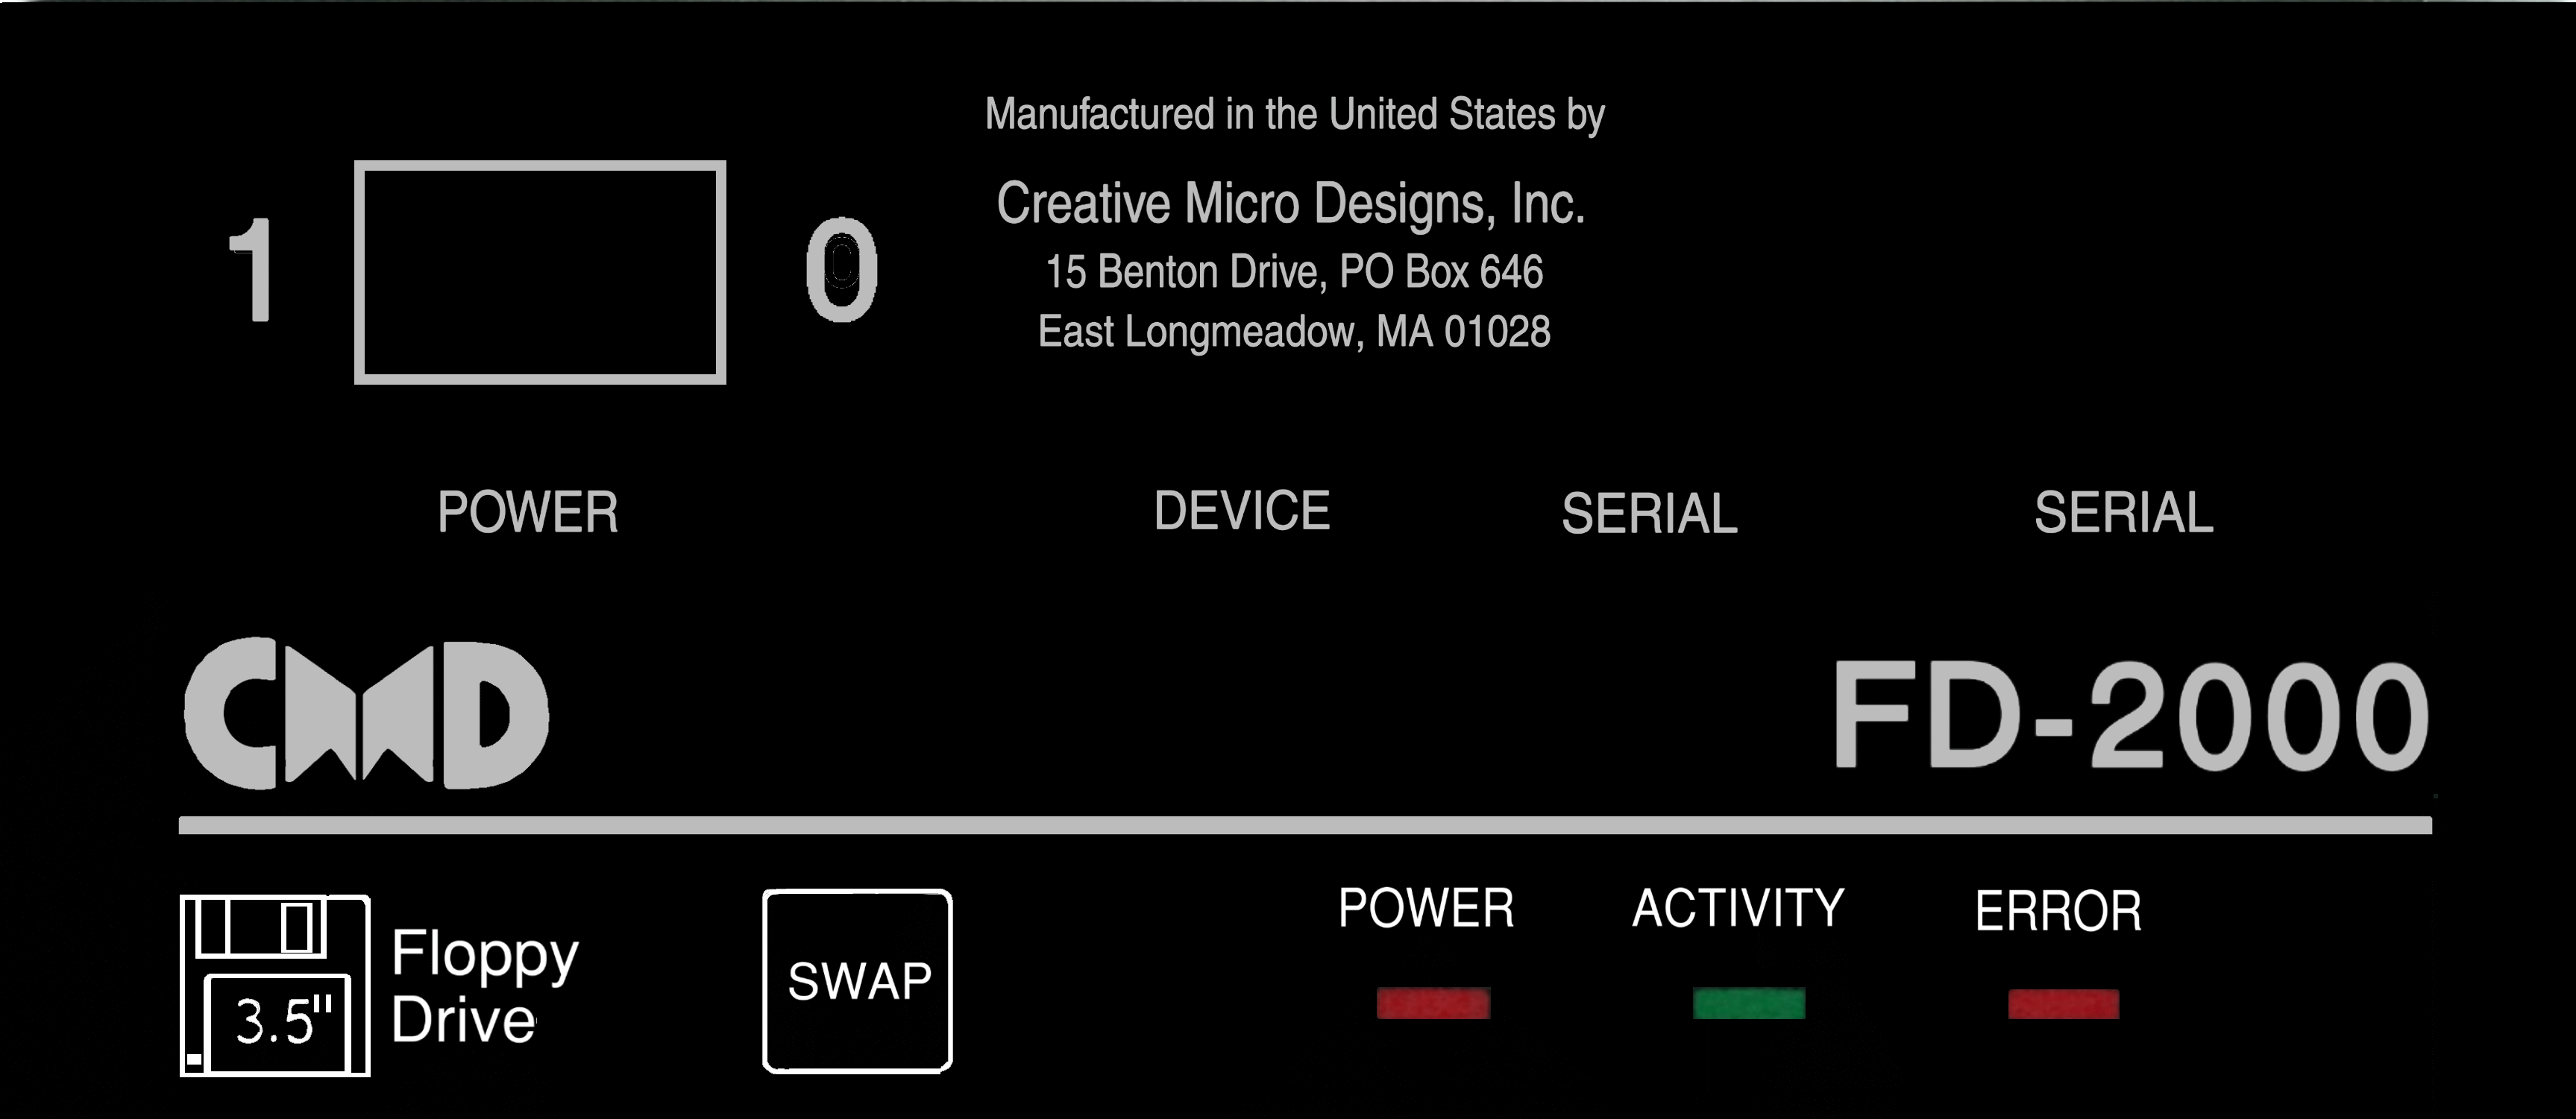 Manufactured in the United States by
1 0
Creative Micro Designs, Inc.
15 Benton Drive, PO Box 646
East Longmeadow, MA 01028
POWER DEVICE SERIAL SERIAL
CMD FD-2000
POWER ACTIVITY ERROR
Floppy
Drive
3.5"
SWAP